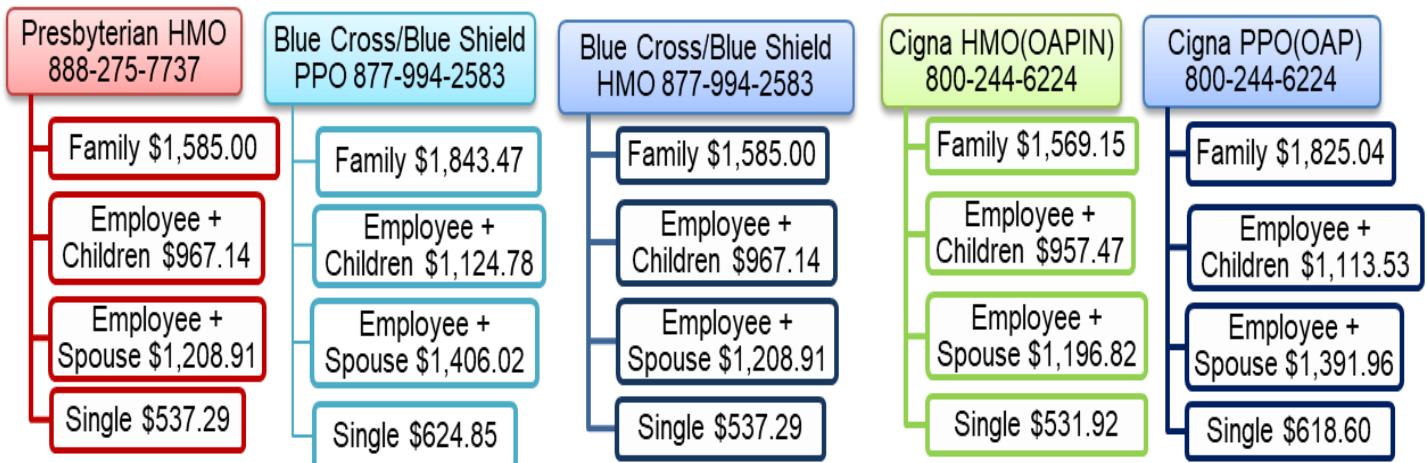 Presbyterian HMO
888-275-7737
Family $1,585.00
Employee +
Children $967.14
Employee +
Spouse $1,208.91
Single $537.29
Blue Cross/Blue Shield
PPO 877-994-2583
Family $1,843.47
Employee +
Children $1,124.78
Employee +
Spouse $1,406.02
Single $624.85
Blue Cross/Blue Shield
HMO 877-994-2583
Family $1,585.00
Employee +
Children $967.14
Employee +
Spouse $1,208.91
Single $537.29
Cigna HMO(OAPIN)
800-244-6224
Family $1,569.15
Employee +
Children $957.47
Employee +
Spouse $1,196.82
Single $531.92
Cigna PPO(OAP)
800-244-6224
Family $1,825.04
Employee +
Children $1,113.53
Employee +
Spouse $1,391.96
Single $618.60